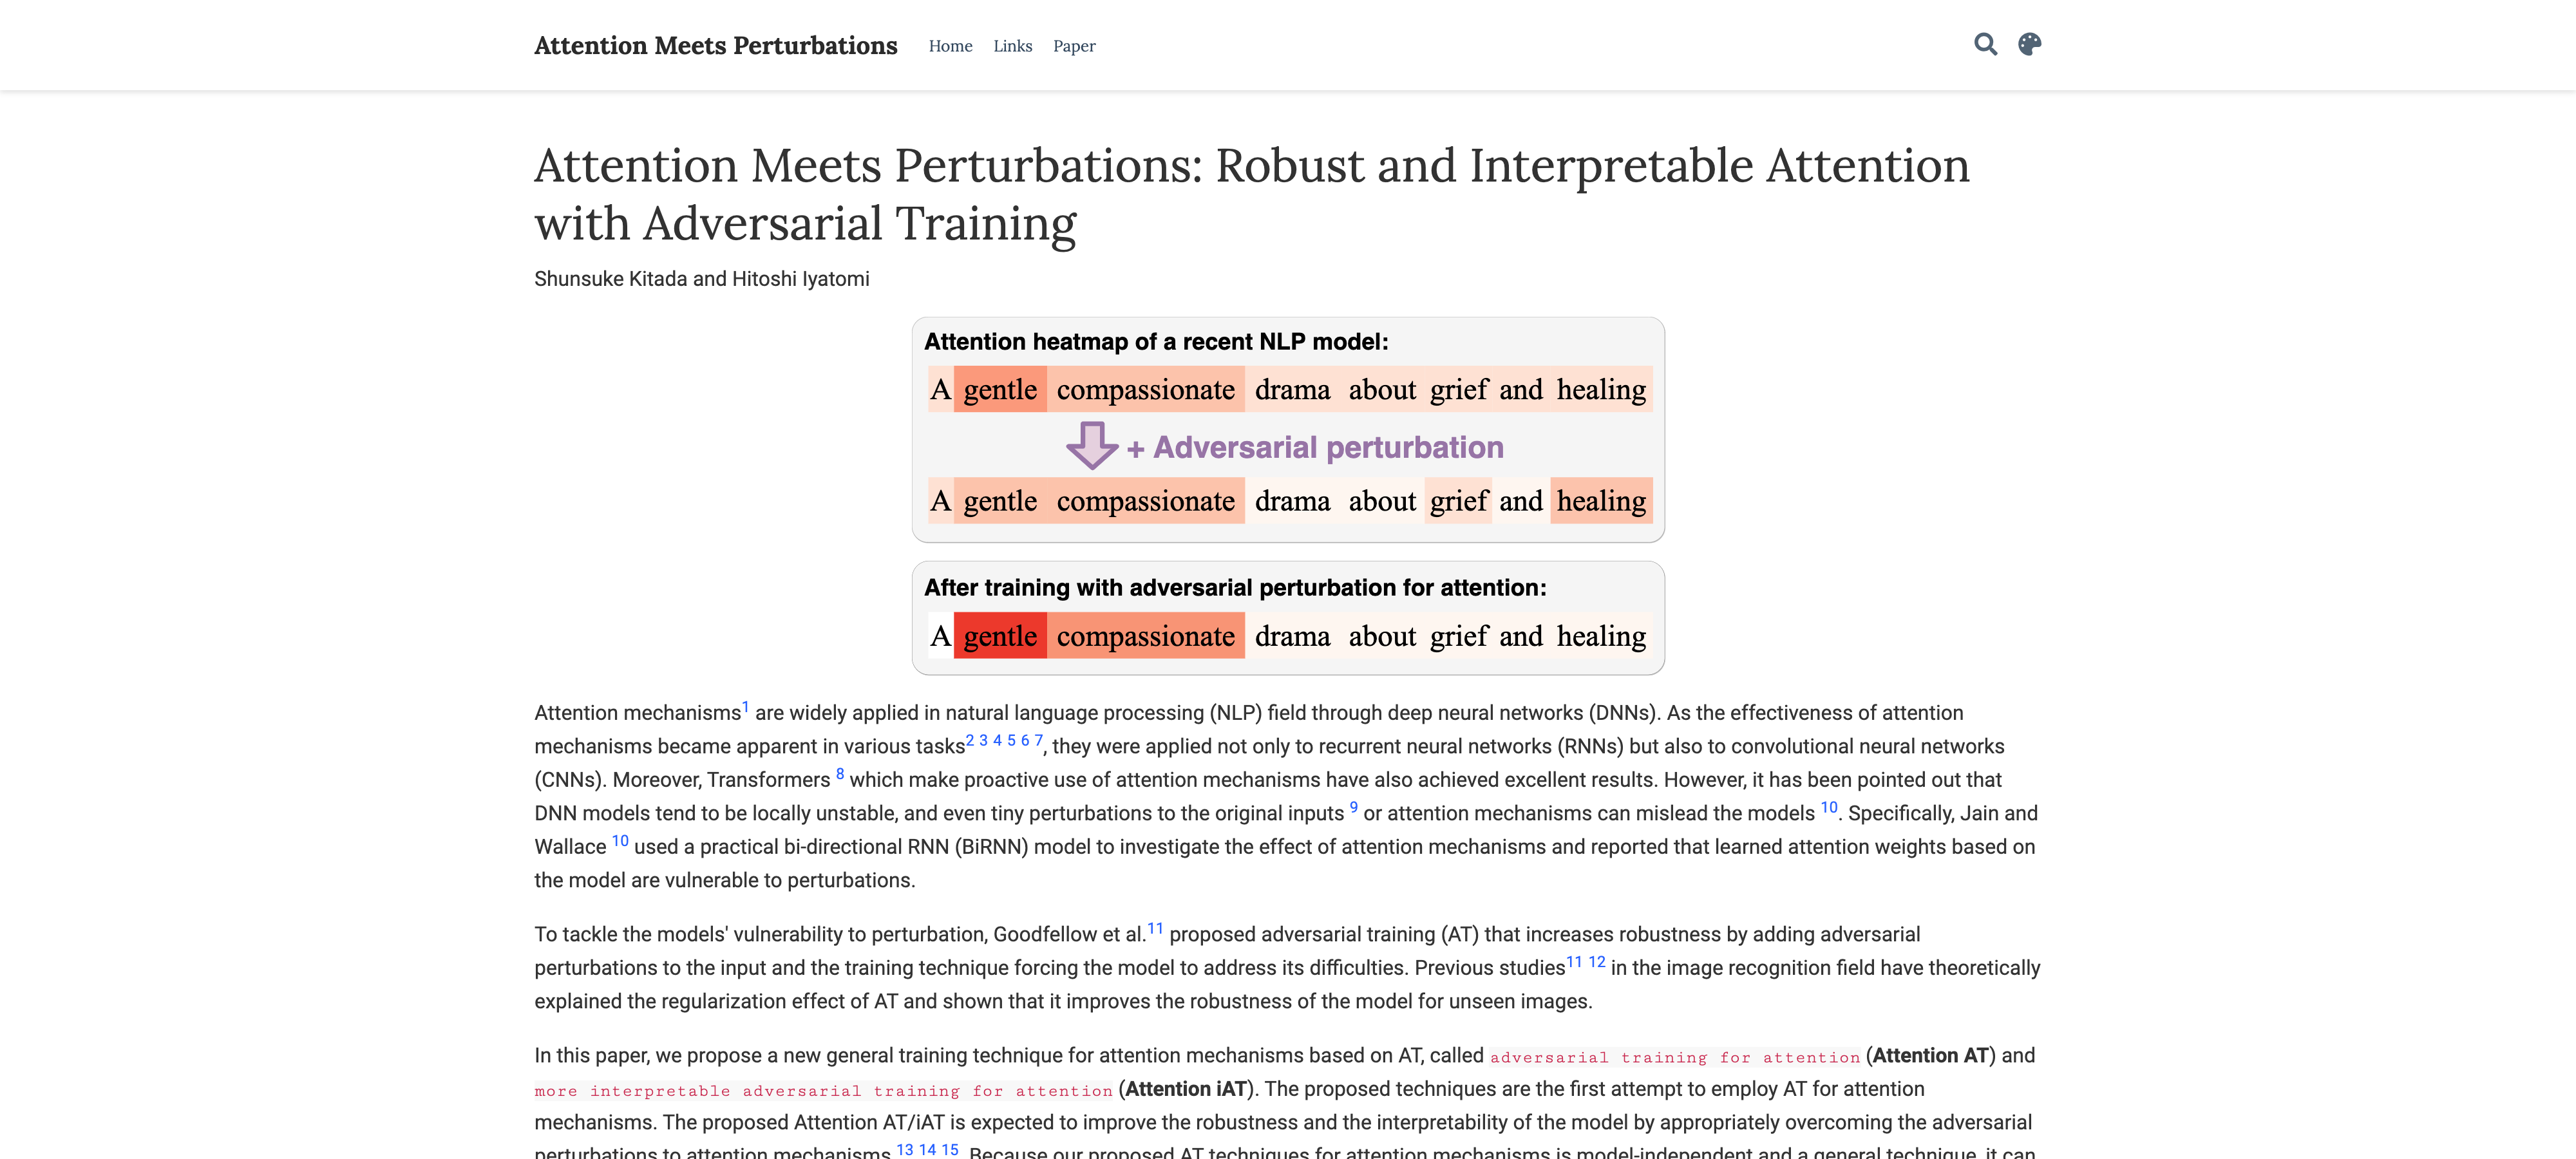 Attention Meets Perturbations Home Links Paper
Attention Meets Perturbations: Robust and Interpretable Attention
with Adversarial Training
Shunsuke Kitada and Hitoshi Iyatomi
Attention heatmap of a recent NLP model:
A gentle compassionate drama about grief and healing
+ Adversarial perturbation
A gentle compassionate drama about grief and healing
After training with adversarial perturbation for attention:
A gentle compassionate drama about grief and healing
Attention mechanisms1 are widely applied in natural language processing (NLP) field through deep neural networks (DNNs). As the effectiveness of attention
mechanisms became apparent in various tasks2 3 4 5 6 7, they were applied not only to recurrent neural networks (RNNs) but also to convolutional neural networks
(CNNs). Moreover, Transformers 8 which make proactive use of attention mechanisms have also achieved excellent results. However, it has been pointed out that
DNN models tend to be locally unstable, and even tiny perturbations to the original inputs 9 or attention mechanisms can mislead the models 10. Specifically, Jain and
Wallace 10 used a practical bi-directional RNN (BiRNN) model to investigate the effect of attention mechanisms and reported that learned attention weights based on
the model are vulnerable to perturbations.
To tackle the models' vulnerability to perturbation, Goodfellow et al.11 proposed adversarial training (AT) that increases robustness by adding adversarial
perturbations to the input and the training technique forcing the model to address its difficulties. Previous studies11 12 in the image recognition field have theoretically
explained the regularization effect of AT and shown that it improves the robustness of the model for unseen images.
In this paper, we propose a new general training technique for attention mechanisms based on AT, called adversarial training for attention (Attention AT) and
more interpretable adversarial training for attention (Attention iAT). The proposed techniques are the first attempt to employ AT for attention
mechanisms. The proposed Attention AT/iAT is expected to improve the robustness and the interpretability of the model by appropriately overcoming the adversarial
perturbations to attention mechanisms 13 14 15. Because our proposed AT techniques for attention mechanisms is model-independent and a general technique, it can